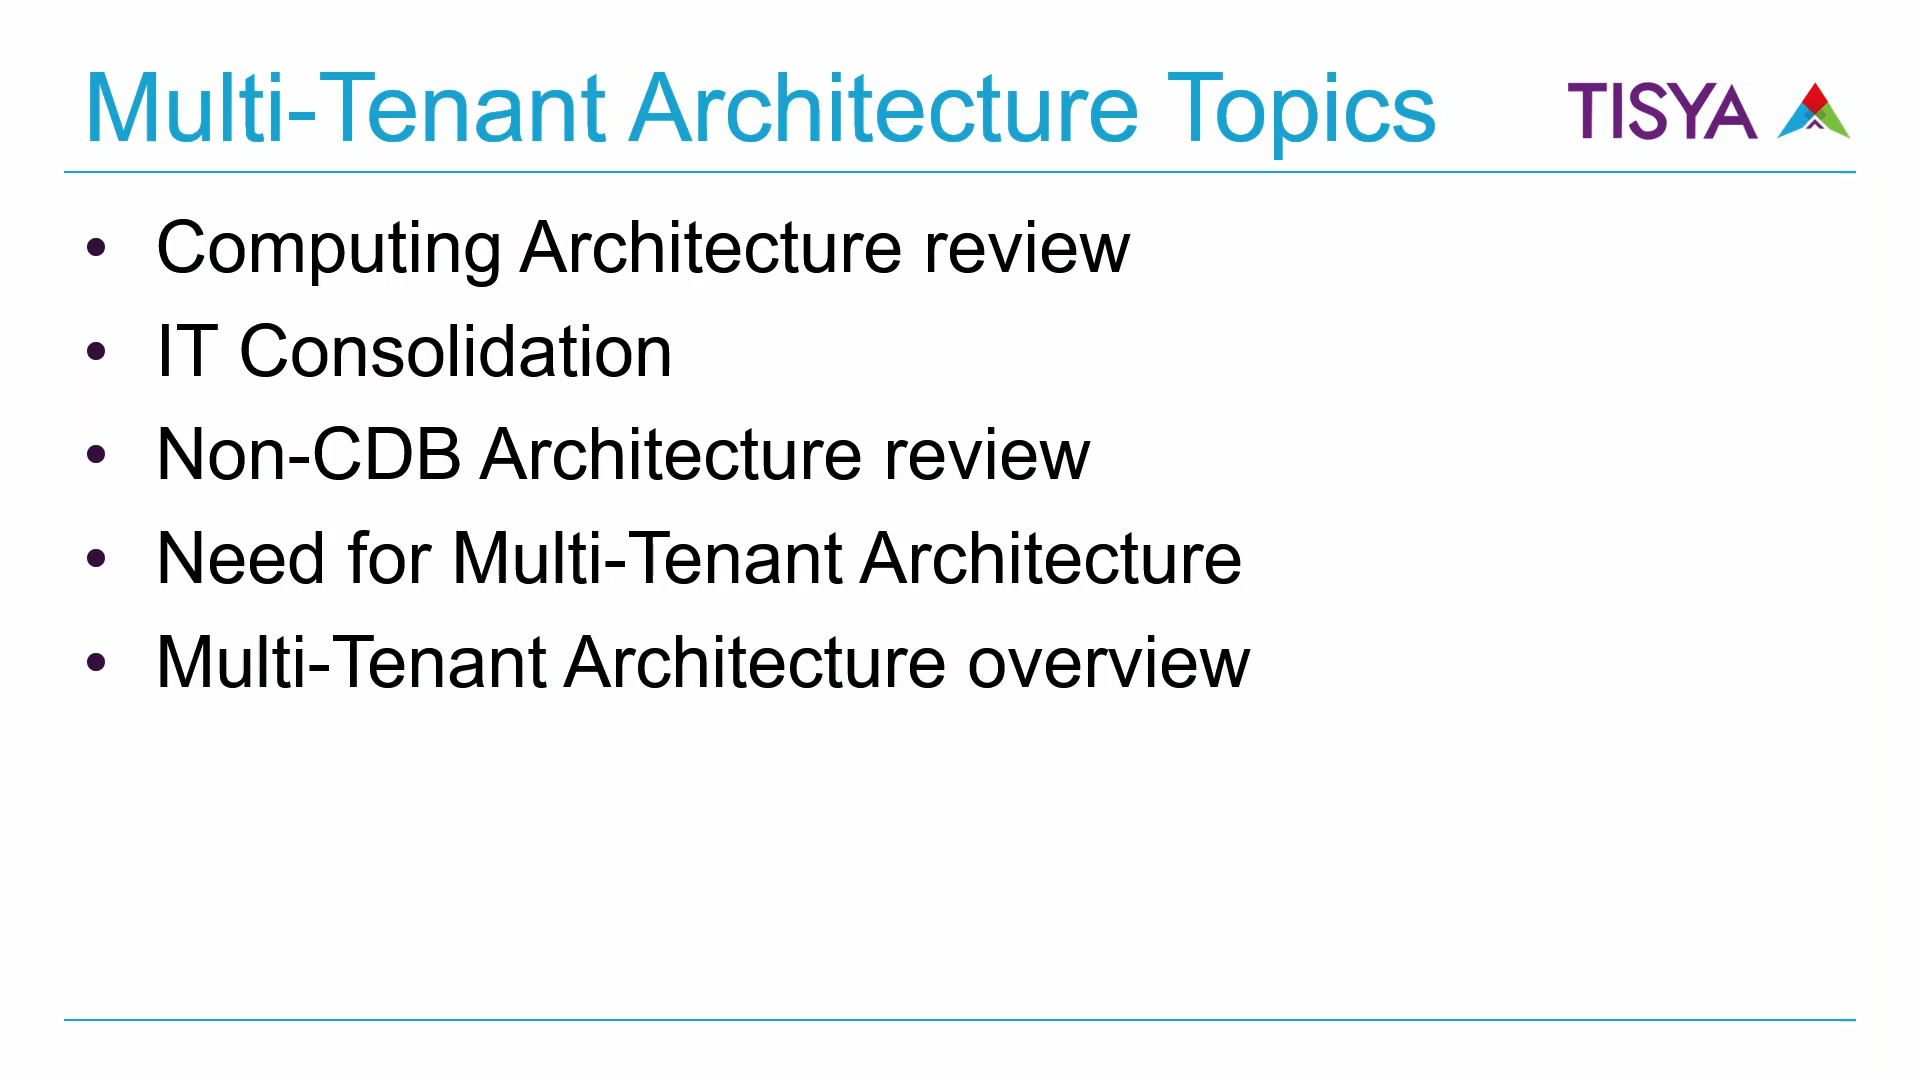 Multi-Tenant Architecture Topics
TISYA
• Computing Architecture review
• IT Consolidation
• Non-CDB Architecture review
• Need for Multi-Tenant Architecture
• Multi-Tenant Architecture overview